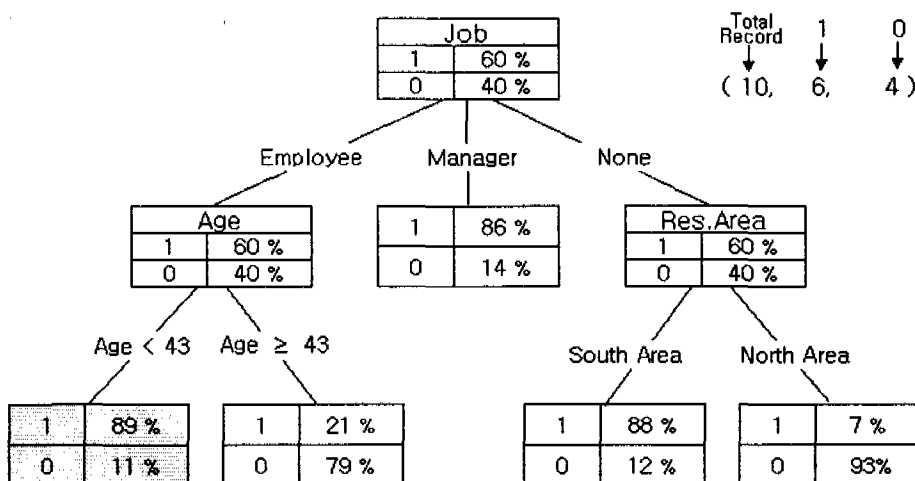 Job
1 60 %
0 40 %
Total Record 1 0
( 10, 6, 4 )
Employee Manager None
Age
1 60 %
0 40 %
1 86 %
0 14 %
Res.Area
1 60 %
0 40 %
Age < 43 Age ≥ 43
South Area North Area
1 89 %
0 11 %
1 21 %
0 79 %
1 88 %
0 12 %
1 7 %
0 93%